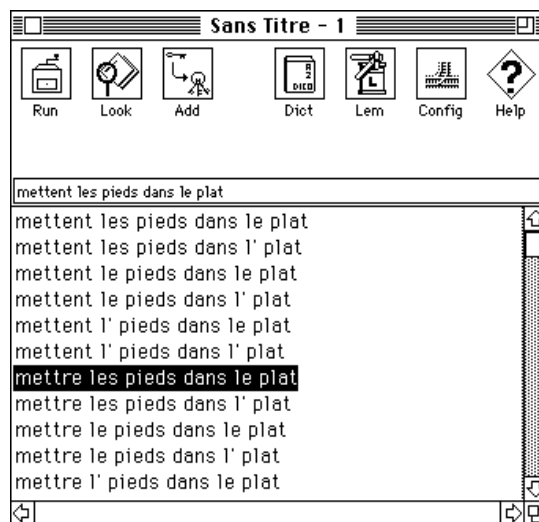 Sans Titre - 1
A
Z
DICO
L
?
Run Look Add Dict Lem Config Help
mettent les pieds dans le plat
mettent les pieds dans le plat
mettent les pieds dans l' plat
mettent le pieds dans le plat
mettent le pieds dans l' plat
mettent l' pieds dans le plat
mettent l' pieds dans l' plat
mettre les pieds dans le plat
mettre les pieds dans l' plat
mettre le pieds dans le plat
mettre le pieds dans l' plat
mettre l' pieds dans le plat